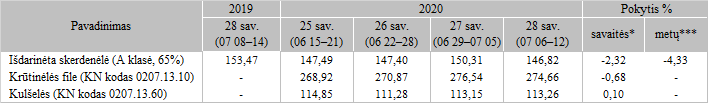 Pavadinimas 2019 2020 Pokytis %
28 sav. 25 sav. 26 sav. 27 sav. 28 sav. savaitės* metų***
(07 08–14) (06 15–21) (06 22–28) (06 29–07 05) (07 06–12)
Išdarinėta skerdenėlė (A klasė, 65%) 153,47 147,49 147,40 150,31 146,82 -2,32 -4,33
Krūtinėlės file (KN kodas 0207.13.10) - 268,92 270,87 276,54 274,66 -0,68 -
Kulšelės (KN kodas 0207.13.60) - 114,85 111,28 113,15 113,26 0,10 -